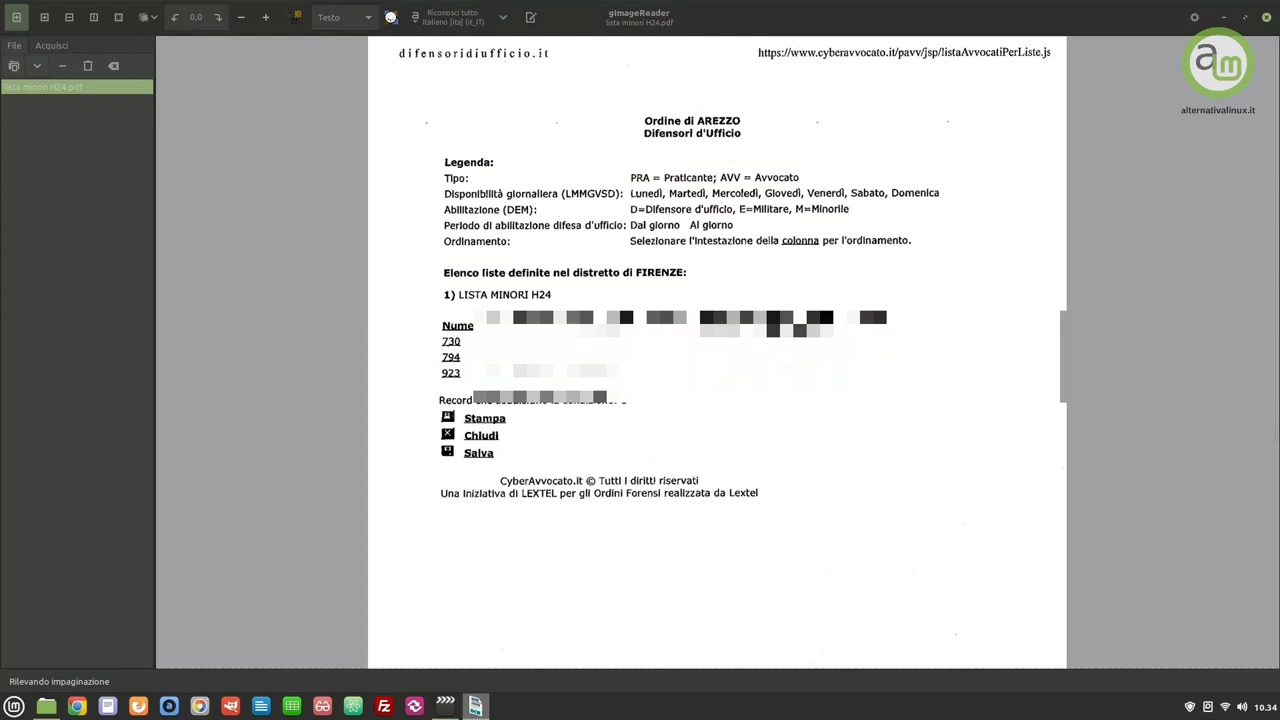 0,0
Testo
Riconosci tutto
Italiano [ita] (it_IT)
gImageReader
lista minori H24.pdf
File
Acquisci
lista minori H24.pdf
difensoridiufficio.it
https://www.cyberavvocato.it/pavv/jsp/listaAvvocatiPerListe.js
am
alternativalinux.it
Ordine di AREZZO
Difensori d'Ufficio
Legenda:
Tipo: PRA = Praticante; AVV = Avvocato
Disponibilità giornaliera (LMMGVSD): Lunedì, Martedì, Mercoledì, Giovedì, Venerdì, Sabato, Domenica
Abilitazione (DEM): D=Difensore d'ufficio, E=Militare, M=Minorile
Periodo di abilitazione difesa d'ufficio: Dal giorno Al giorno
Ordinamento: Selezionare l'intestazione della colonna per l'ordinamento.
Elenco liste definite nel distretto di FIRENZE:
1) LISTA MINORI H24
Nume
730
794
923
Record
Stampa
Chiudi
Salva
CyberAvvocato.it © Tutti i diritti riservati
Una Iniziativa di LEXTEL per gli Ordini Forensi realizzata da Lextel
Rilevando impaginazione
10.34